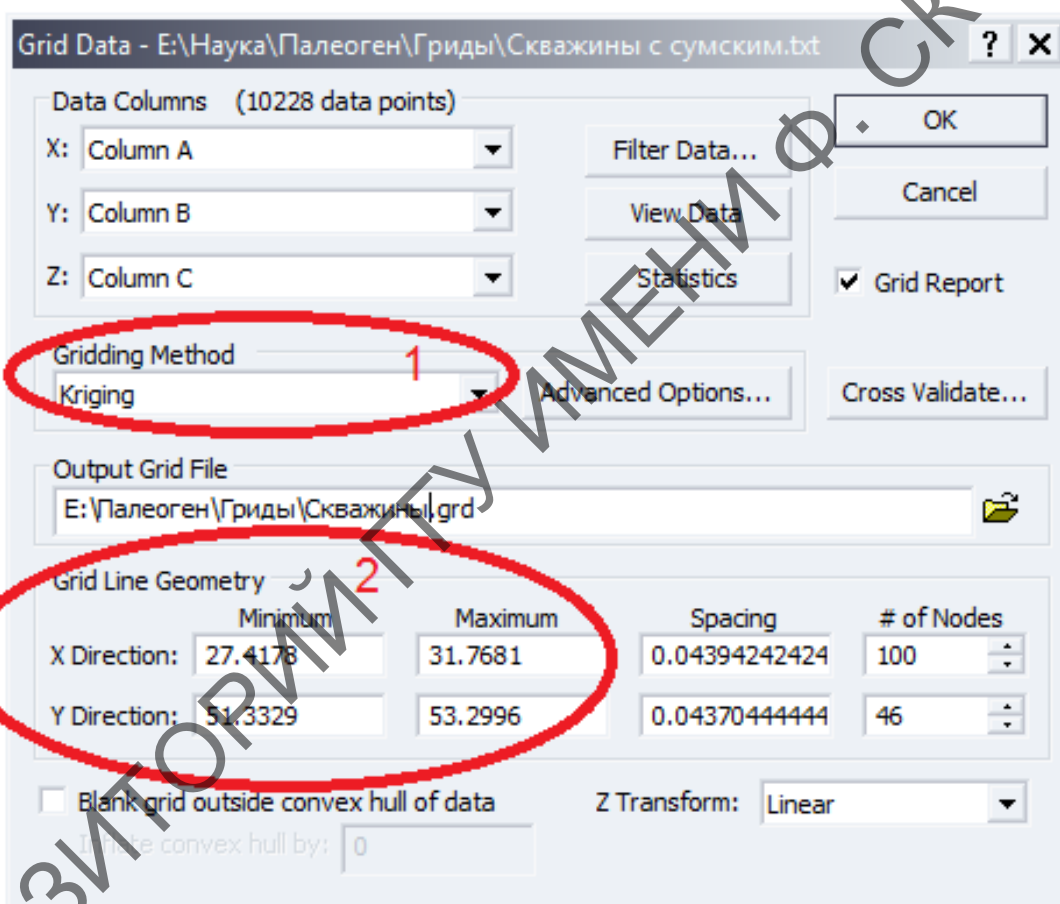 Grid Data - E:\Наука\Палеоген\Гриды\Скважины с сумским.txt ? X
Data Columns (10228 data points)
X: Column A
Y: Column B
Z: Column C
Filter Data...
View Data
Statistics
OK
Cancel
Grid Report
Gridding Method 1
Kriging
Advanced Options...
Cross Validate...
Output Grid File
E:\Палеоген\Гриды\Скважины.grd
Grid Line Geometry 2
Minimum Maximum Spacing # of Nodes
X Direction: 27.4178 31.7681 0.04394242424 100
Y Direction: 51.3329 53.2996 0.04370444444 46
Blank grid outside convex hull of data
Z Transform: Linear
Inflate convex hull by: 0
ЗИТОРИЙ ГГУ ИМЕНИ Ф. СК